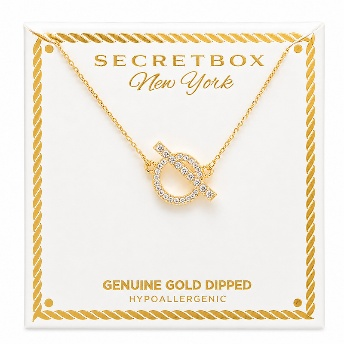 SECRETBOX
New York
GENUINE GOLD DIPPED
HYPOALLERGENIC